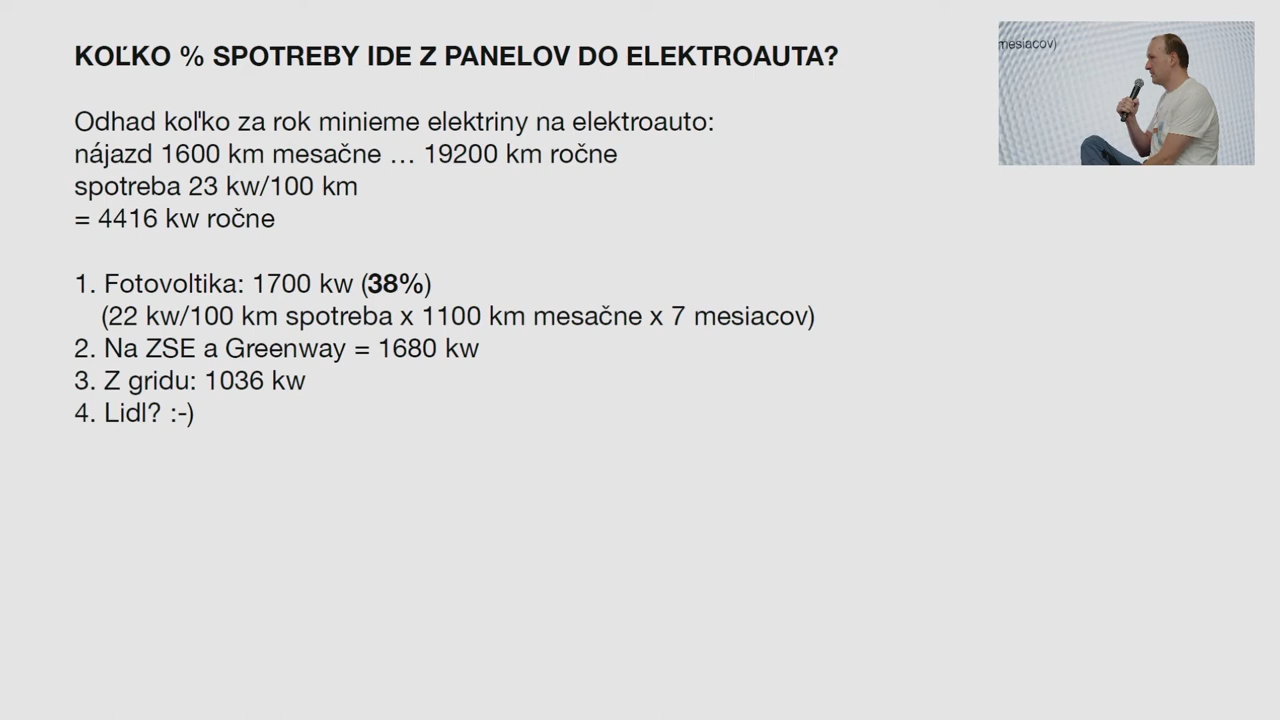 KOĽKO % SPOTREBY IDE Z PANELOV DO ELEKTROAUTA?
mesiacov)
Odhad koľko za rok minieme elektriny na elektroauto:
nájazd 1600 km mesačne … 19200 km ročne
spotreba 23 kw/100 km
= 4416 kw ročne
1. Fotovoltika: 1700 kw (38%)
(22 kw/100 km spotreba x 1100 km mesačne x 7 mesiacov)
2. Na ZSE a Greenway = 1680 kw
3. Z gridu: 1036 kw
4. Lidl? :-)